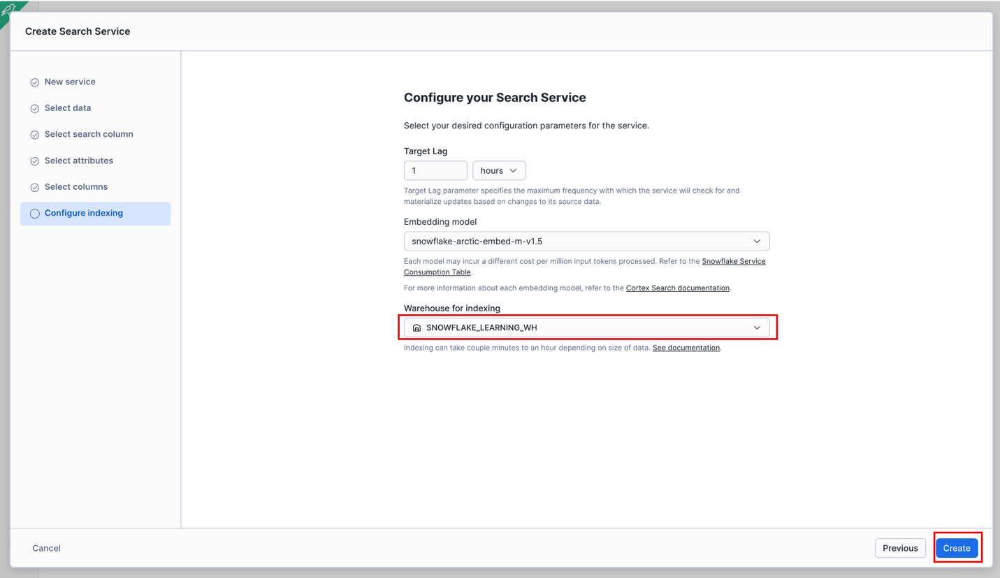 Create Search Service
New service
Select data
Select search column
Select attributes
Select columns
Configure indexing
Configure your Search Service
Select your desired configuration parameters for the service.
Target Lag
1 hours
Target Lag parameter specifies the maximum frequency with which the service will check for and
materialize updates based on changes to its source data.
Embedding model
snowflake-arctic-embed-m-v1.5
Each model may incur a different cost per million input tokens processed. Refer to the Snowflake Service
Consumption Table.
For more information about each embedding model, refer to the Cortex Search documentation.
Warehouse for indexing
SNOWFLAKE_LEARNING_WH
Indexing can take couple minutes to an hour depending on size of data. See documentation.
Cancel Previous Create